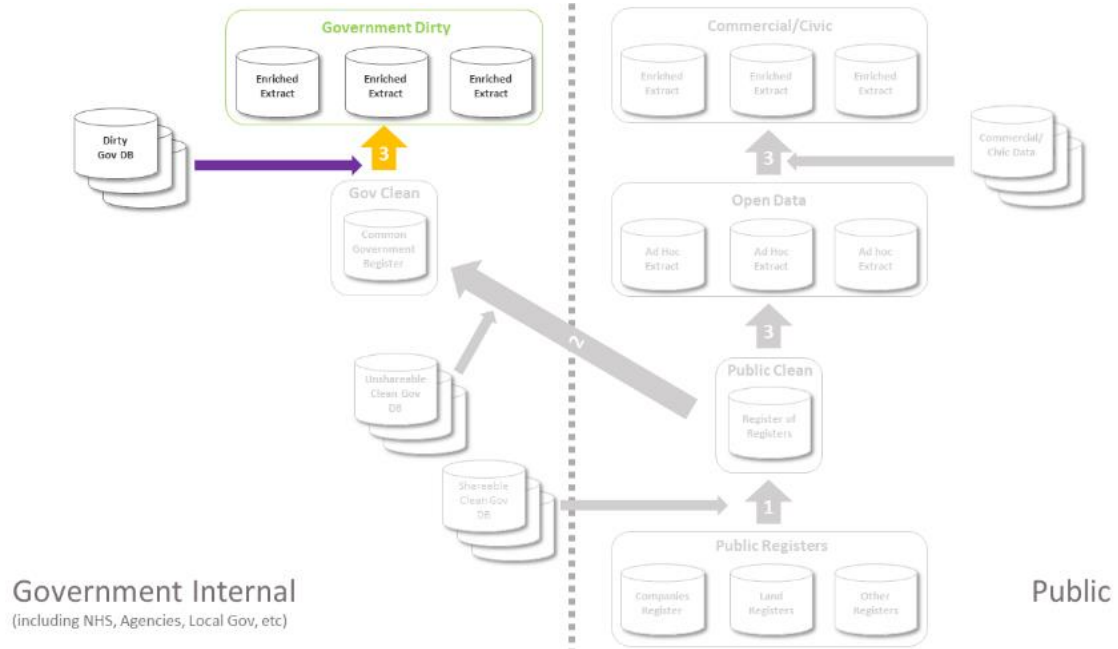 Government Dirty
Enriched
Extract
Enriched
Extract
Enriched
Extract
3
Dirty
Gov DB
Gov Clean
Common
Government
Register
2
Unshareable
Clean Gov
DB
Shareable
Clean Gov
DB
Government Internal
(including NHS, Agencies, Local Gov, etc)
Commercial/Civic
Enriched
Extract
Enriched
Extract
Enriched
Extract
3
Commercial/
Civic Data
Open Data
Ad Hoc
Extract
Ad Hoc
Extract
Ad hoc
Extract
3
Public Clean
Register of
Registers
1
Public Registers
Companies
Register
Land
Registers
Other
Registers
Public